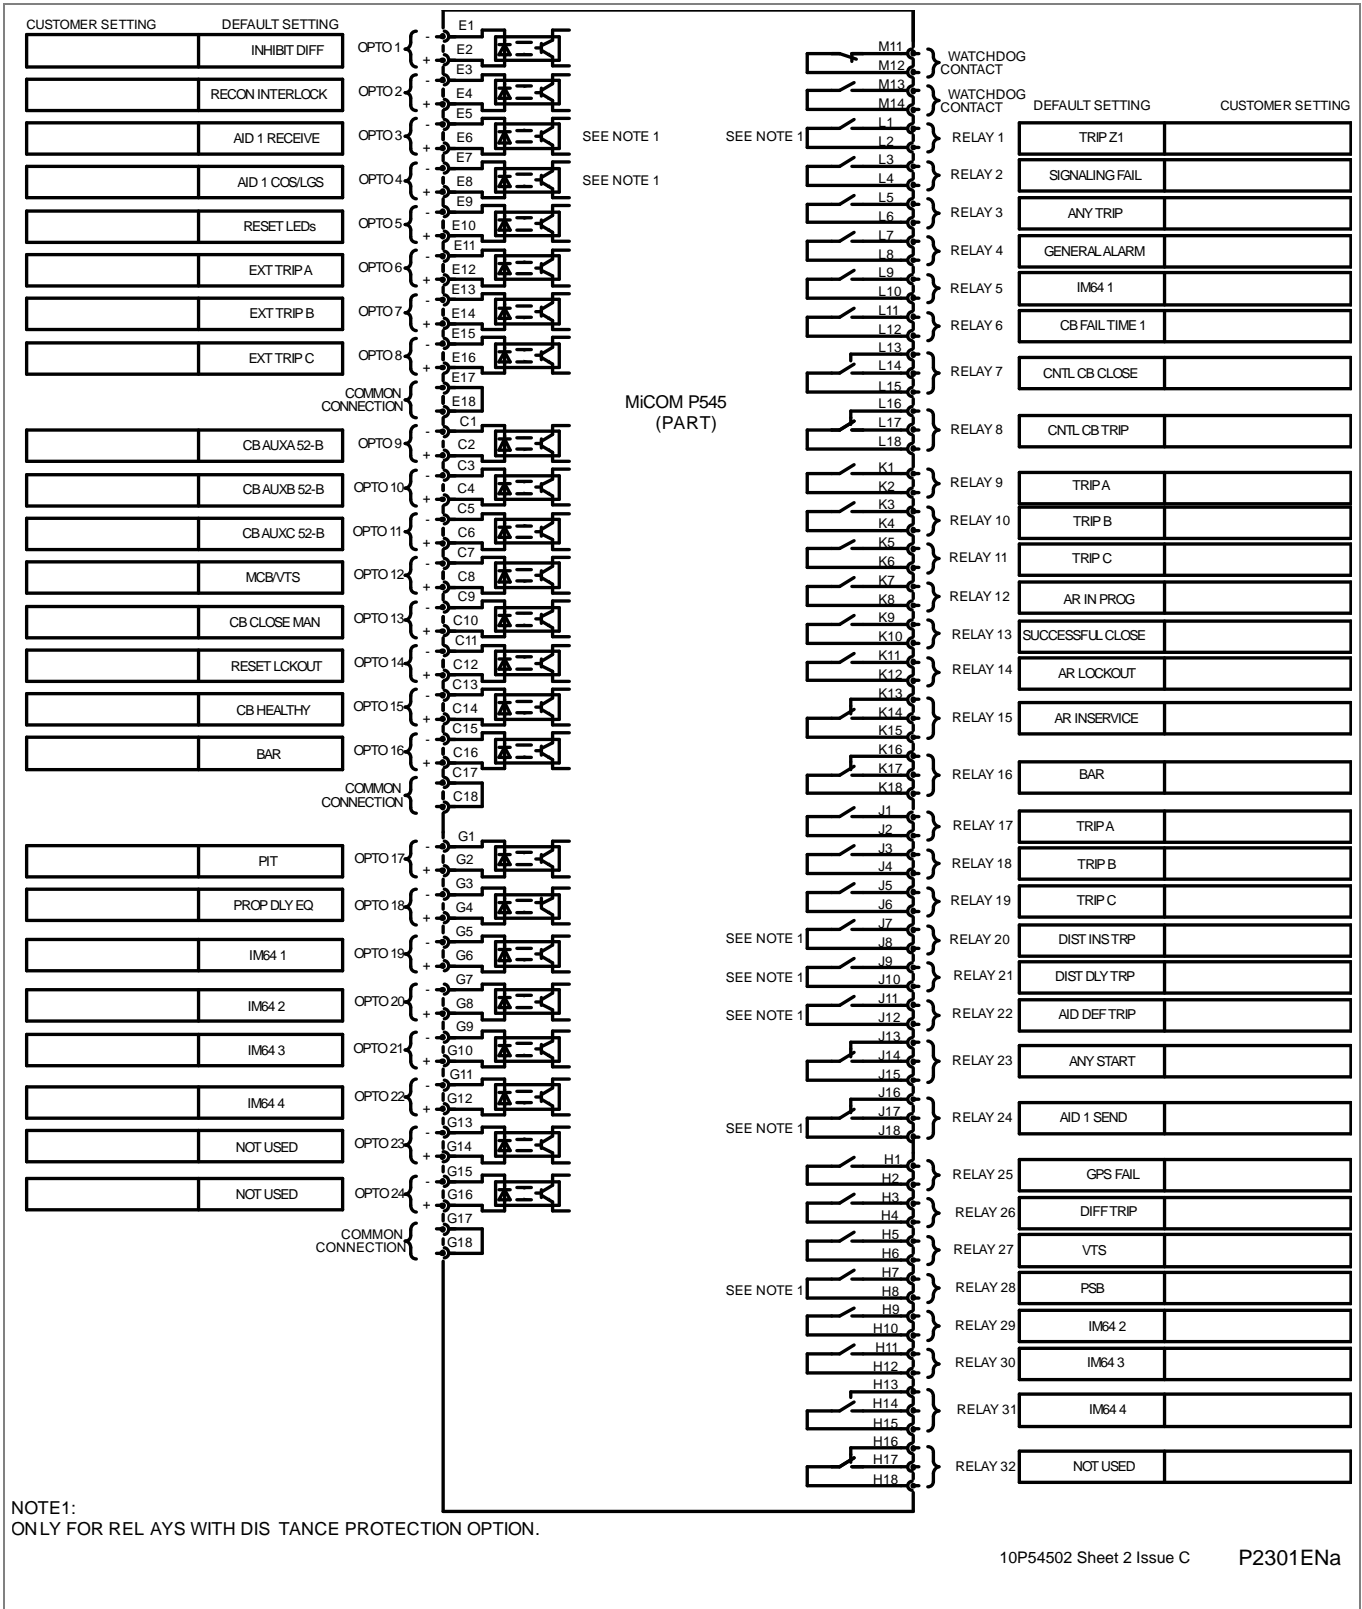 CUSTOMER SETTING DEFAULT SETTING
INHIBIT DIFF OPTO 1 - + E1 E2
RECON INTERLOCK OPTO 2 - + E3 E4
AID 1 RECEIVE OPTO 3 - + E5 E6 SEE NOTE 1
AID 1 COS/LGS OPTO 4 - + E7 E8 SEE NOTE 1
RESET LEDs OPTO 5 - + E9 E10
EXT TRIP A OPTO 6 - + E11 E12
EXT TRIP B OPTO 7 - + E13 E14
EXT TRIP C OPTO 8 - + E15 E16
COMMON
CONNECTION E17 E18
CB AUXA 52-B OPTO 9 - + C1 C2
CB AUXB 52-B OPTO 10 - + C3 C4
CB AUXC 52-B OPTO 11 - + C5 C6
MCB/VTS OPTO 12 - + C7 C8
CB CLOSE MAN OPTO 13 - + C9 C10
RESET LCKOUT OPTO 14 - + C11 C12
CB HEALTHY OPTO 15 - + C13 C14
BAR OPTO 16 - + C15 C16
COMMON
CONNECTION C17 C18
PIT OPTO 17 - + G1 G2
PROP DLY EQ OPTO 18 - + G3 G4
IM64 1 OPTO 19 - + G5 G6
IM64 2 OPTO 20 - + G7 G8
IM64 3 OPTO 21 - + G9 G10
IM64 4 OPTO 22 - + G11 G12
NOT USED OPTO 23 - + G13 G14
NOT USED OPTO 24 - + G15 G16
COMMON
CONNECTION G17 G18
MiCOM P545
(PART)
M11 M12 WATCHDOG
CONTACT
M13 M14 WATCHDOG
CONTACT
DEFAULT SETTING CUSTOMER SETTING
SEE NOTE 1 L1 L2 RELAY 1 TRIP Z1
L3 L4 RELAY 2 SIGNALING FAIL
L5 L6 RELAY 3 ANY TRIP
L7 L8 RELAY 4 GENERAL ALARM
L9 L10 RELAY 5 IM64 1
L11 L12 RELAY 6 CB FAIL TIME 1
L13 L14 L15 RELAY 7 CNTL CB CLOSE
L16 L17 L18 RELAY 8 CNTL CB TRIP
K1 K2 RELAY 9 TRIP A
K3 K4 RELAY 10 TRIP B
K5 K6 RELAY 11 TRIP C
K7 K8 RELAY 12 AR IN PROG
K9 K10 RELAY 13 SUCCESSFUL CLOSE
K11 K12 RELAY 14 AR LOCKOUT
K13 K14 K15 RELAY 15 AR INSERVICE
K16 K17 K18 RELAY 16 BAR
J1 J2 RELAY 17 TRIP A
J3 J4 RELAY 18 TRIP B
J5 J6 RELAY 19 TRIP C
SEE NOTE 1 J7 J8 RELAY 20 DIST INS TRP
SEE NOTE 1 J9 J10 RELAY 21 DIST DLY TRP
SEE NOTE 1 J11 J12 RELAY 22 AID DEF TRIP
J13 J14 J15 RELAY 23 ANY START
SEE NOTE 1 J16 J17 J18 RELAY 24 AID 1 SEND
H1 H2 RELAY 25 GPS FAIL
H3 H4 RELAY 26 DIFF TRIP
H5 H6 RELAY 27 VTS
SEE NOTE 1 H7 H8 RELAY 28 PSB
H9 H10 RELAY 29 IM64 2
H11 H12 RELAY 30 IM64 3
H13 H14 H15 RELAY 31 IM64 4
H16 H17 H18 RELAY 32 NOT USED
NOTE1:
ONLY FOR REL AYS WITH DIS TANCE PROTECTION OPTION.
10P54502 Sheet 2 Issue C P2301ENa